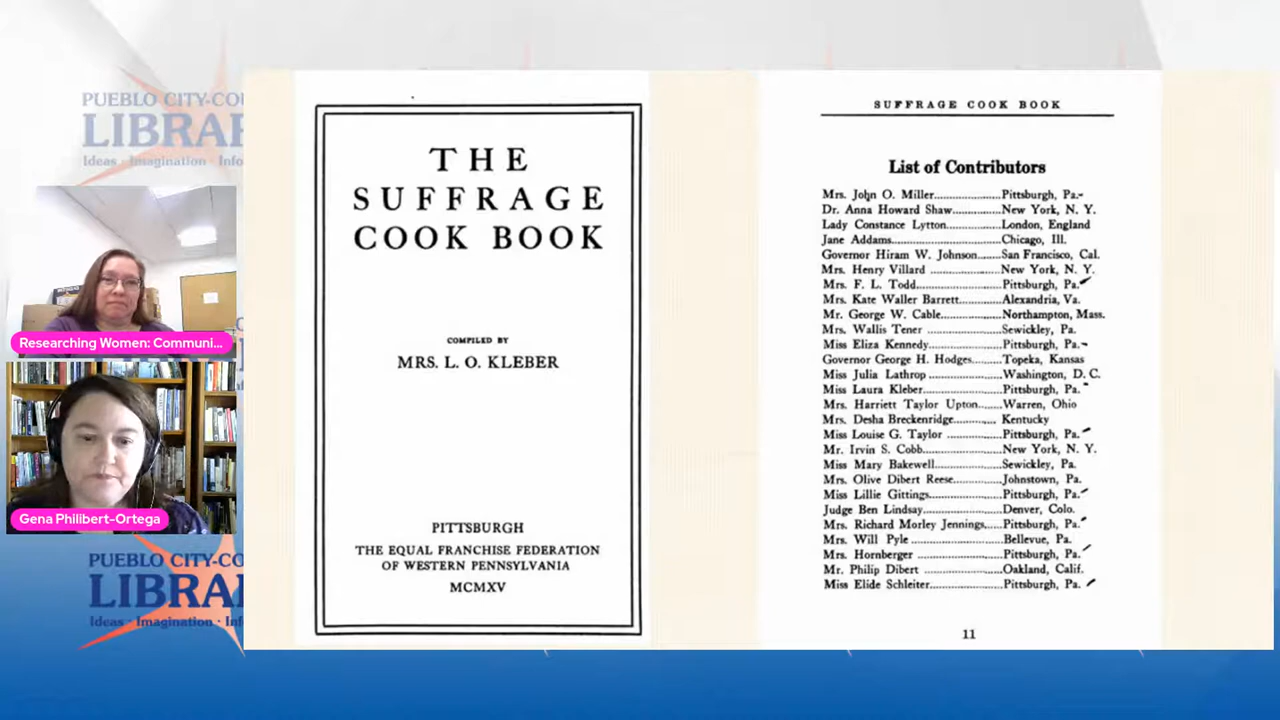 PUEBLO CITY-COU
LIBRAR
Ideas · Imagination · Info
Researching Women: Communi...
Gena Philibert-Ortega
PUEBLO CITY-COU
LIBRAR
Ideas · Imagination · Info
THE
SUFFRAGE
COOK BOOK
COMPILED BY
MRS. L. O. KLEBER
PITTSBURGH
THE EQUAL FRANCHISE FEDERATION
OF WESTERN PENNSYLVANIA
MCMXV
SUFFRAGE COOK BOOK
List of Contributors
Mrs. John O. Miller..............Pittsburgh, Pa.
Dr. Anna Howard Shaw............New York, N. Y.
Lady Constance Lytton............London, England
Jane Addams..........................Chicago, Ill.
Governor Hiram W. Johnson.......San Francisco, Cal.
Mrs. Henry Villard .................New York, N. Y.
Mrs. F. L. Todd......................Pittsburgh, Pa.
Mrs. Kate Waller Barrett...........Alexandria, Va.
Mr. George W. Cable...............Northampton, Mass.
Mrs. Wallis Tener ..................Sewickley, Pa.
Miss Eliza Kennedy.................Pittsburgh, Pa.
Governor George H. Hodges.......Topeka, Kansas
Miss Julia Lathrop .................Washington, D. C.
Miss Laura Kleber...................Pittsburgh, Pa.
Mrs. Harriett Taylor Upton.......Warren, Ohio
Mrs. Desha Breckenridge..........Kentucky
Miss Louise G. Taylor .............Pittsburgh, Pa.
Mr. Irvin S. Cobb...................New York, N. Y.
Miss Mary Bakewell................Sewickley, Pa.
Mrs. Olive Dibert Reese...........Johnstown, Pa.
Miss Lillie Gittings..................Pittsburgh, Pa.
Judge Ben Lindsay..................Denver, Colo.
Mrs. Richard Morley Jennings.....Pittsburgh, Pa.
Mrs. Will Pyle .......................Bellevue, Pa.
Mrs. Hornberger ....................Pittsburgh, Pa.
Mr. Philip Dibert ...................Oakland, Calif.
Miss Elide Schleiter.................Pittsburgh, Pa.
11